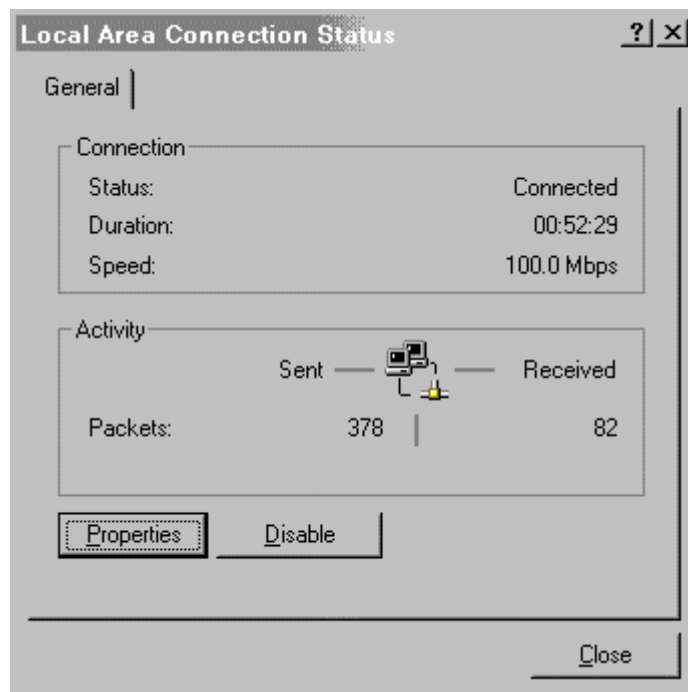 Local Area Connection Status
General
Connection
Status: Connected
Duration: 00:52:29
Speed: 100.0 Mbps
Activity
Sent Received
Packets: 378 82
Properties Disable
Close